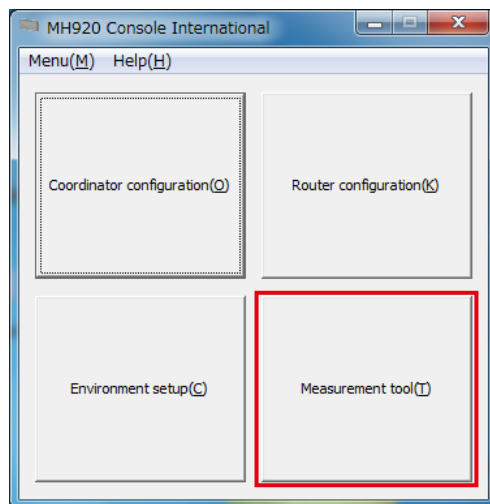 MH920 Console International
Menu(M) Help(H)
Coordinator configuration(O) Router configuration(K)
Environment setup(C) Measurement tool(T)